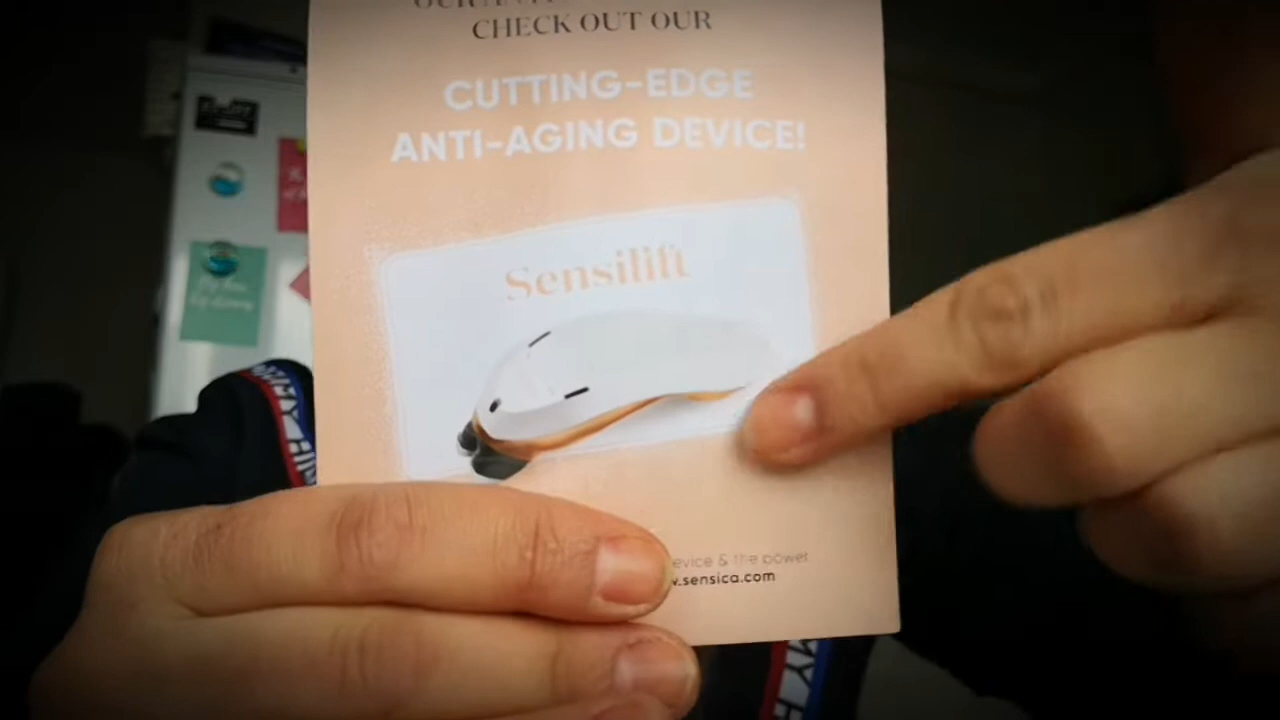 CHECK OUT OUR
CUTTING-EDGE
ANTI-AGING DEVICE!
Sensilift
evice & the power
w.sensica.com